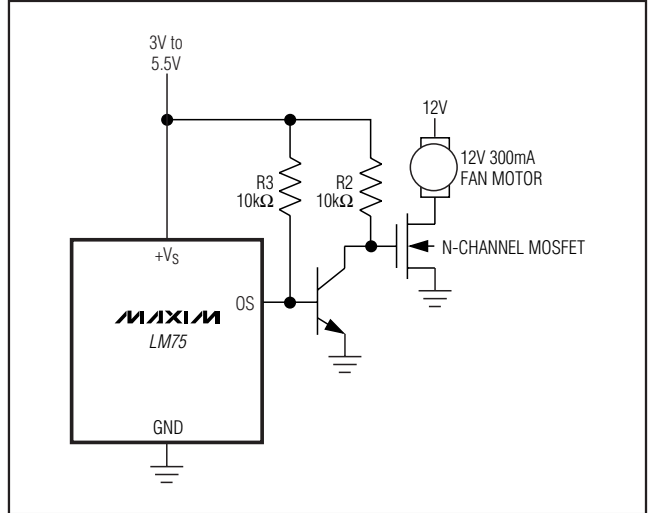 3V to
5.5V
12V
12V 300mA
FAN MOTOR
R3
10kΩ
R2
10kΩ
N-CHANNEL MOSFET
+VS
OS
MAXIM
LM75
GND